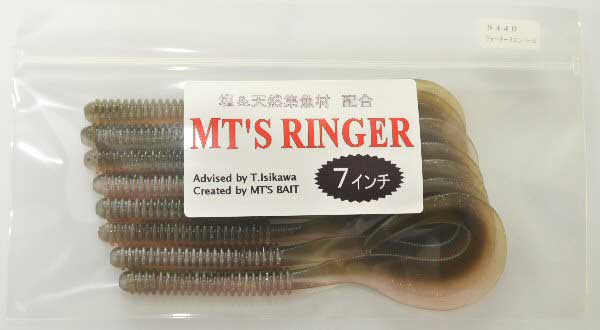 S440
塩&天然集魚材 配合
MT'S RINGER
Advised by T.Isikawa
Created by MT'S BAIT
7インチ